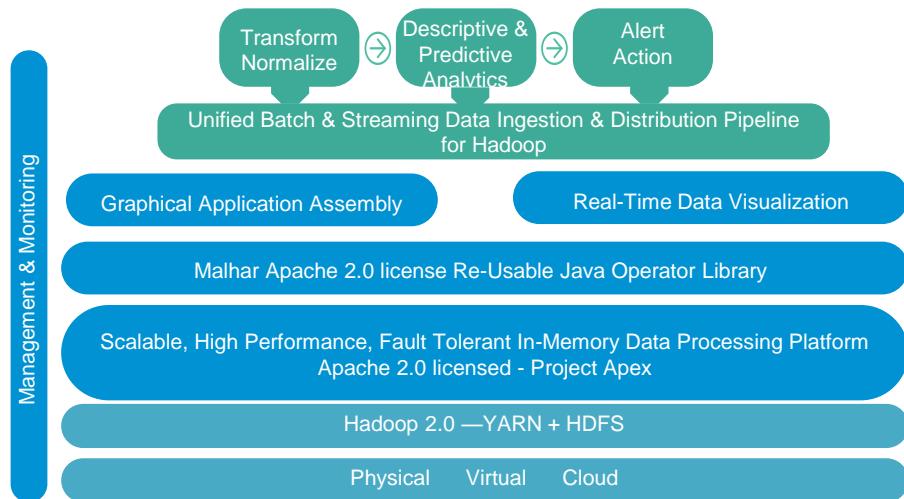 Transform
Normalize
Descriptive &
Predictive
Analytics
Alert
Action
Unified Batch & Streaming Data Ingestion & Distribution Pipeline
for Hadoop
Management & Monitoring
Graphical Application Assembly
Real-Time Data Visualization
Malhar Apache 2.0 license Re-Usable Java Operator Library
Scalable, High Performance, Fault Tolerant In-Memory Data Processing Platform
Apache 2.0 licensed - Project Apex
Hadoop 2.0 —YARN + HDFS
Physical Virtual Cloud